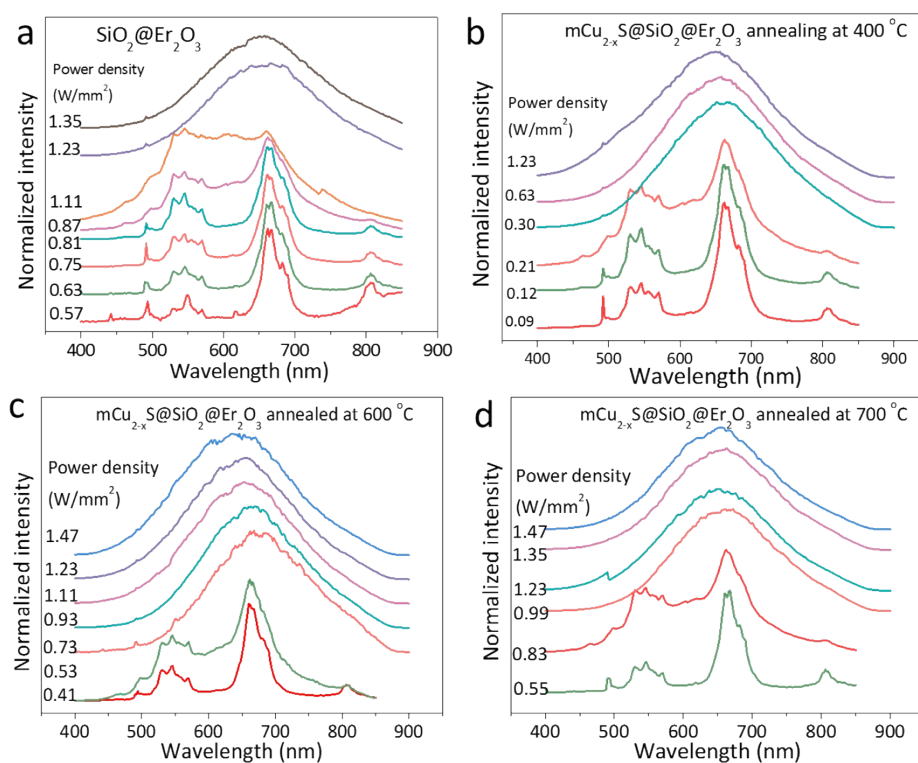 a
SiO2@Er2O3
Power density
(W/mm²)
1.35
1.23
1.11
0.87
0.81
0.75
0.63
0.57
Normalized intensity
400 500 600 700 800 900
Wavelength (nm)
b
mCu2-xS@SiO2@Er2O3 annealing at 400 °C
Power density
(W/mm²)
1.23
0.63
0.30
0.21
0.12
0.09
Normalized intensity
400 500 600 700 800 900
Wavelength (nm)
c
mCu2-xS@SiO2@Er2O3 annealed at 600 °C
Power density
(W/mm²)
1.47
1.23
1.11
0.93
0.73
0.53
0.41
Normalized intensity
400 500 600 700 800 900
Wavelength (nm)
d
mCu2-xS@SiO2@Er2O3 annealed at 700 °C
Power density
(W/mm²)
1.47
1.35
1.23
0.99
0.83
0.55
Normalized intensity
400 500 600 700 800 900
Wavelength (nm)